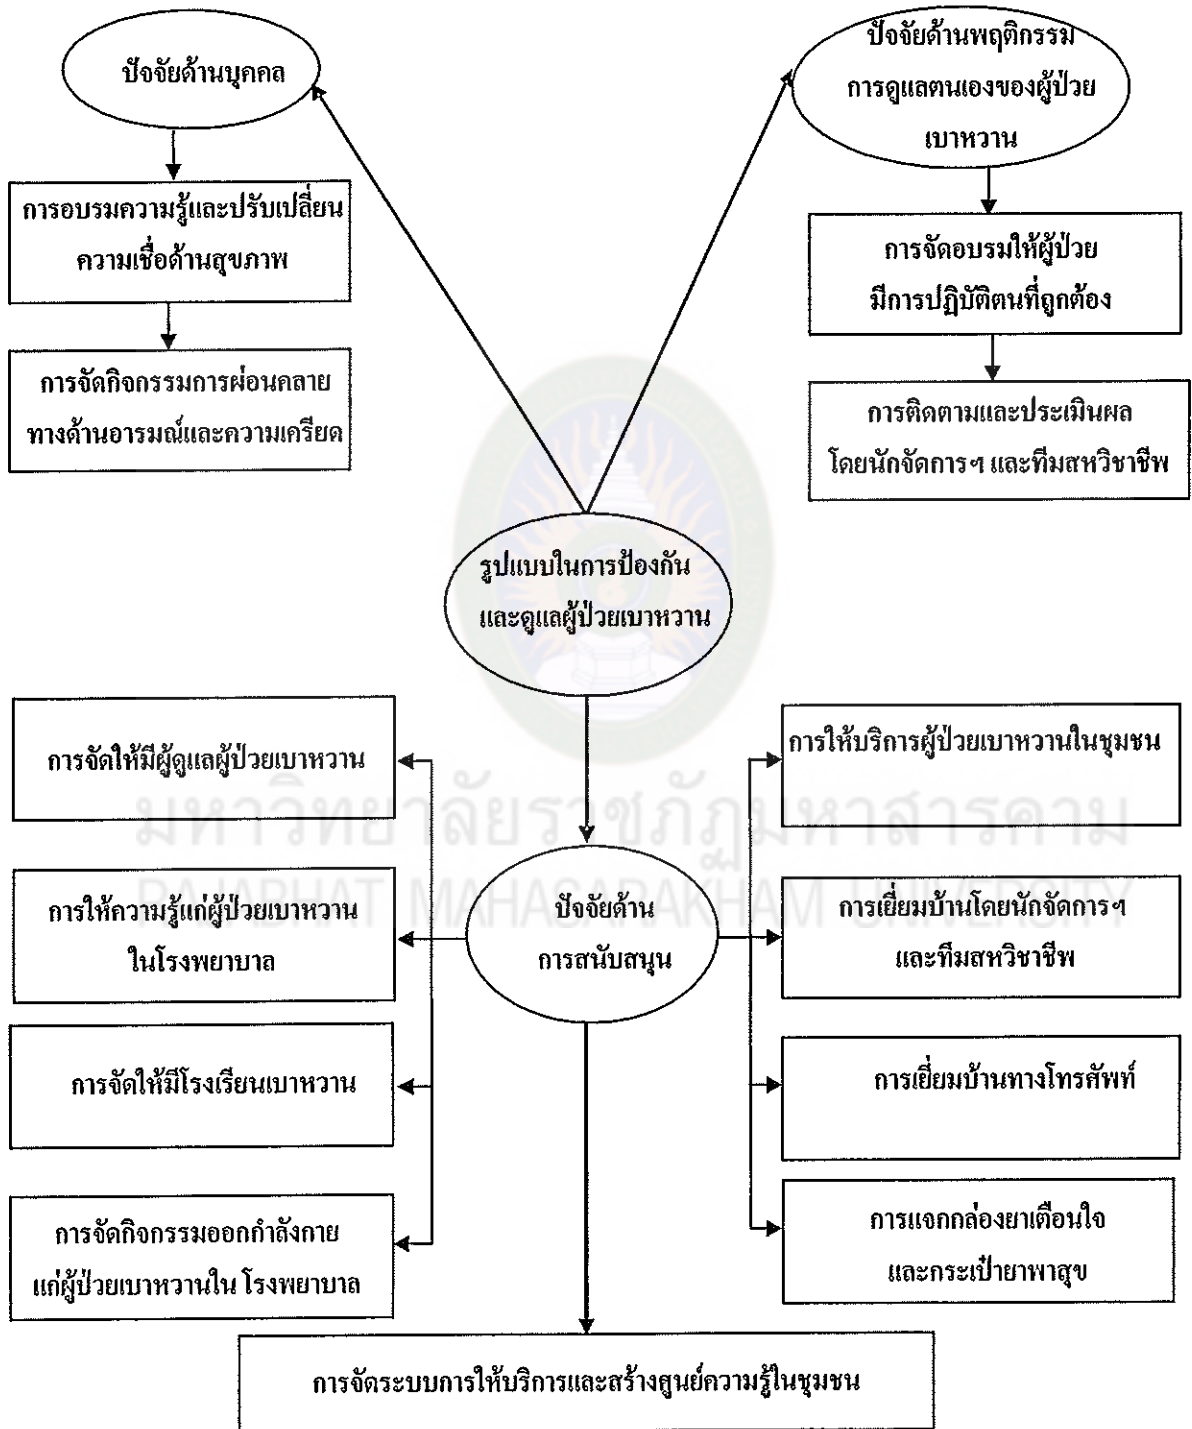 ปัจจัยด้านบุคคล
การอบรมความรู้และปรับเปลี่ยน
ความเชื่อด้านสุขภาพ
การจัดกิจกรรมการผ่อนคลาย
ทางด้านอารมณ์และความเครียด
ปัจจัยด้านพฤติกรรม
การดูแลตนเองของผู้ป่วย
เบาหวาน
การจัดอบรมให้ผู้ป่วย
มีการปฏิบัติตนที่ถูกต้อง
การติดตามและประเมินผล
โดยนักจัดการฯ และทีมสหวิชาชีพ
รูปแบบในการป้องกัน
และดูแลผู้ป่วยเบาหวาน
มหาวิทยาลัยราชภัฏมหาสารคาม
RAJABHAT MAHASARAKHAM UNIVERSITY
การจัดให้มีผู้ดูแลผู้ป่วยเบาหวาน
การให้ความรู้แก่ผู้ป่วยเบาหวาน
ในโรงพยาบาล
การจัดให้มีโรงเรียนเบาหวาน
การจัดกิจกรรมออกกำลังกาย
แก่ผู้ป่วยเบาหวานใน โรงพยาบาล
ปัจจัยด้าน
การสนับสนุน
การให้บริการผู้ป่วยเบาหวานในชุมชน
การเยี่ยมบ้านโดยนักจัดการฯ
และทีมสหวิชาชีพ
การเยี่ยมบ้านทางโทรศัพท์
การแจกกล่องยาเตือนใจ
และกระเป๋ายาพาสุข
การจัดระบบการให้บริการและสร้างศูนย์ความรู้ในชุมชน